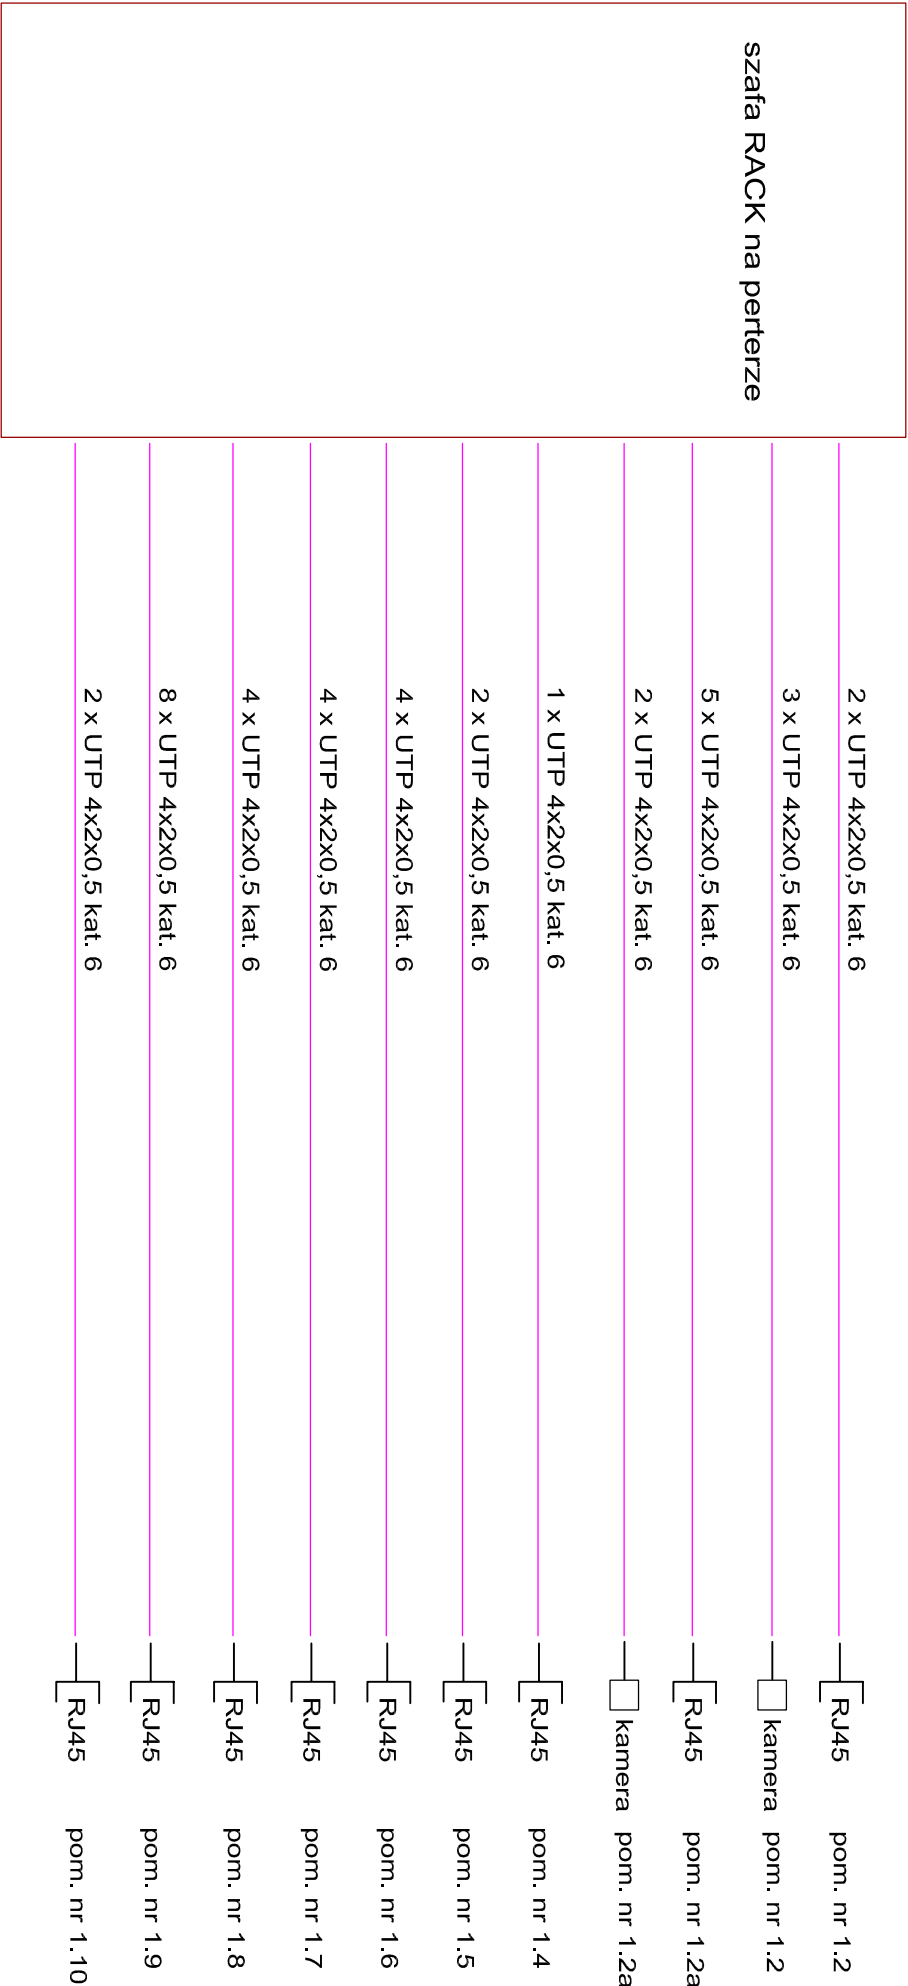 szafa RACK na perterze
2 x UTP 4x2x0,5 kat. 6 RJ45 pom. nr 1.2
3 x UTP 4x2x0,5 kat. 6 kamera pom. nr 1.2
5 x UTP 4x2x0,5 kat. 6 RJ45 pom. nr 1.2a
2 x UTP 4x2x0,5 kat. 6 kamera pom. nr 1.2a
1 x UTP 4x2x0,5 kat. 6 RJ45 pom. nr 1.4
2 x UTP 4x2x0,5 kat. 6 RJ45 pom. nr 1.5
4 x UTP 4x2x0,5 kat. 6 RJ45 pom. nr 1.6
4 x UTP 4x2x0,5 kat. 6 RJ45 pom. nr 1.7
4 x UTP 4x2x0,5 kat. 6 RJ45 pom. nr 1.8
8 x UTP 4x2x0,5 kat. 6 RJ45 pom. nr 1.9
2 x UTP 4x2x0,5 kat. 6 RJ45 pom. nr 1.10